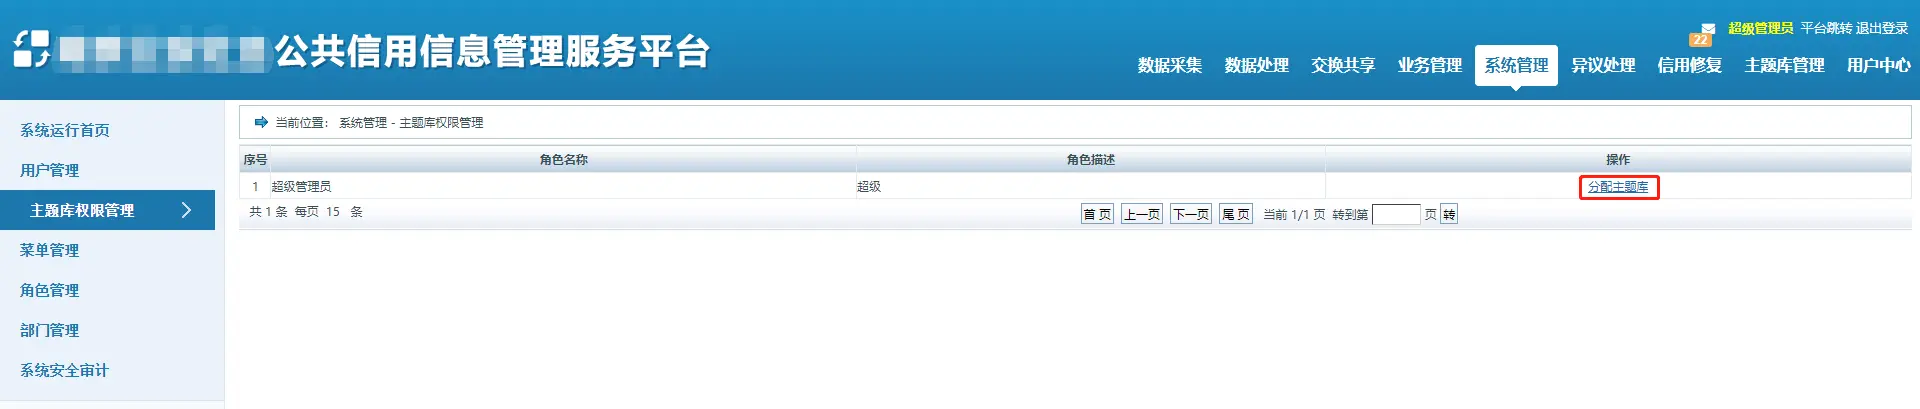 公共信用信息管理服务平台
22 超级管理员 平台跳转 退出登录
数据采集 数据处理 交换共享 业务管理 系统管理 异议处理 信用修复 主题库管理 用户中心
系统运行首页
用户管理
主题库权限管理
菜单管理
角色管理
部门管理
系统安全审计
当前位置： 系统管理 - 主题库权限管理
序号 角色名称 角色描述 操作
1 超级管理员 超级 分配主题库
共 1 条 每页 15 条 首 页 上一页 下一页 尾 页 当前 1/1 页 转到第 页 转